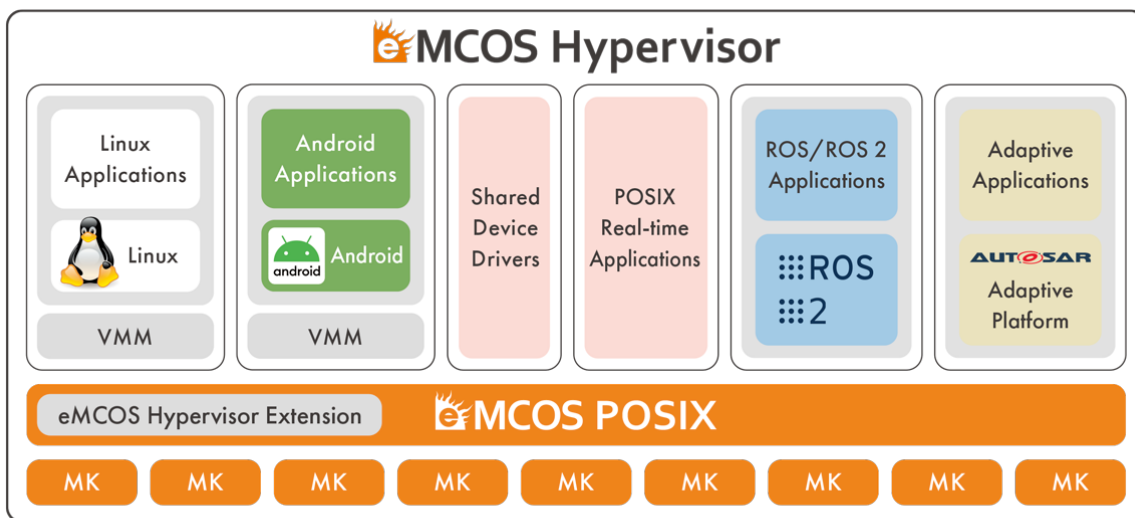 eMCOS Hypervisor
Linux
Applications
Linux
VMM
Android
Applications
android
Android
VMM
Shared
Device
Drivers
POSIX
Real-time
Applications
ROS/ROS 2
Applications
ROS
2
Adaptive
Applications
AUTOSAR
Adaptive
Platform
eMCOS Hypervisor Extension
eMCOS POSIX
MK
MK
MK
MK
MK
MK
MK
MK
MK